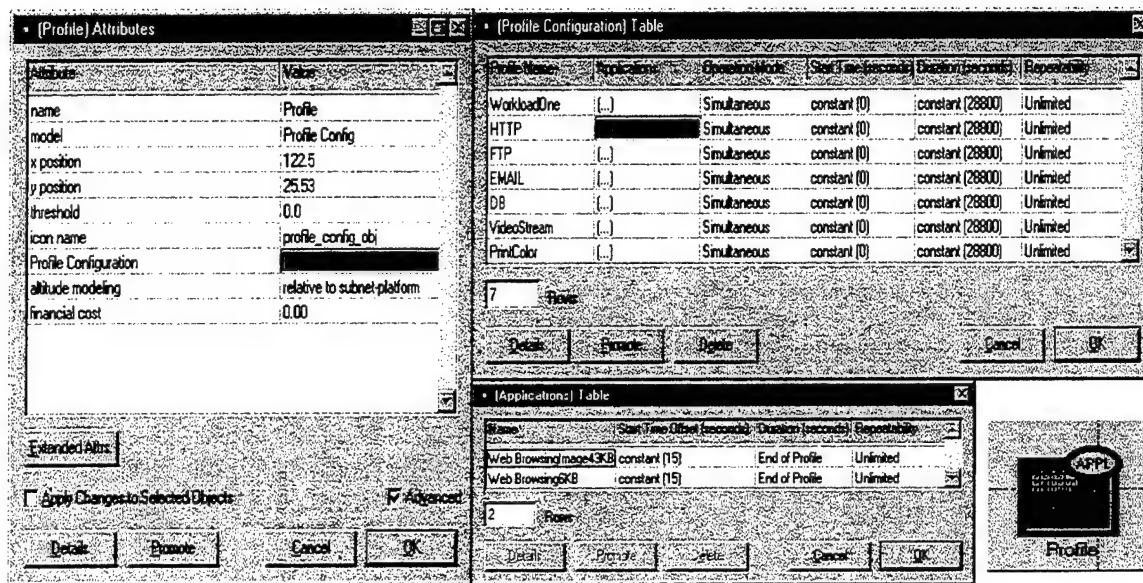 (Profile) Attributes
Attribute Value
name Profile
model Profile Config
x position 122.5
y position 25.53
threshold 0.0
icon name profile_config_obj
Profile Configuration
altitude modeling relative to subnet-platform
financial cost 0.00
Extended Attrs.
Apply Changes to Selected Objects Advanced
Details Promote Cancel OK
(Profile Configuration) Table
Profile Name Applications Operation Mode Start Time (seconds) Duration (seconds) Repeatability
WorkloadOne (...) Simultaneous constant (0) constant (28800) Unlimited
HTTP Simultaneous constant (0) constant (28800) Unlimited
FTP (...) Simultaneous constant (0) constant (28800) Unlimited
EMAIL (...) Simultaneous constant (0) constant (28800) Unlimited
DB (...) Simultaneous constant (0) constant (28800) Unlimited
VideoStream (...) Simultaneous constant (0) constant (28800) Unlimited
PrintColor (...) Simultaneous constant (0) constant (28800) Unlimited
7 Rows
Details Promote Delete Cancel OK
(Applications) Table
Name Start Time Offset (seconds) Duration (seconds) Repeatability
Web BrowsingImage43KB constant (15) End of Profile Unlimited
Web Browsing6KB constant (15) End of Profile Unlimited
2 Rows
Details Promote Delete Cancel OK
APPL
Profile